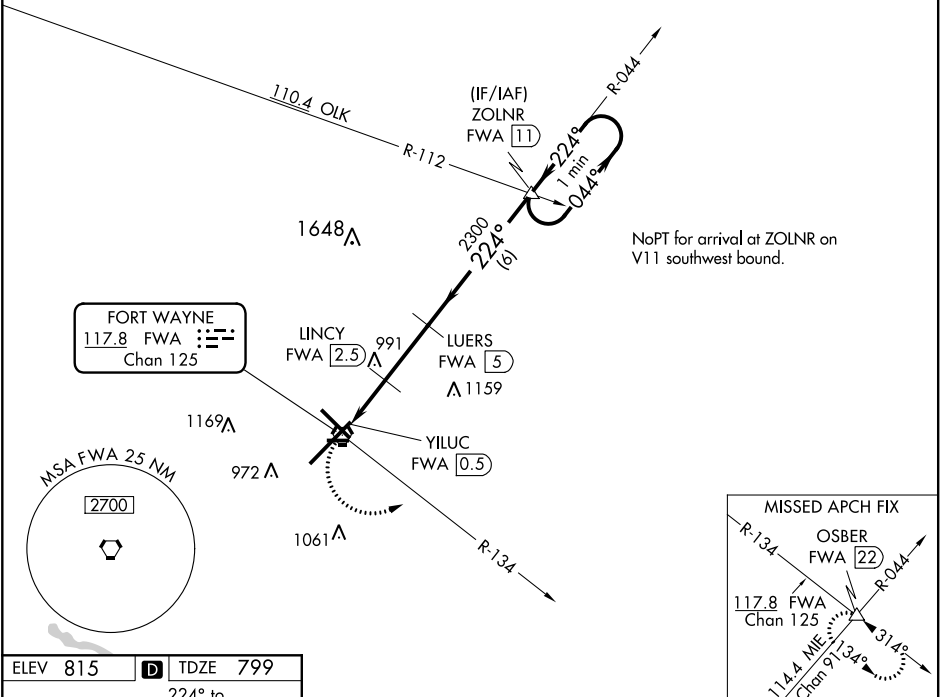 110.4 OLK
R-112
(IF/IAF)
ZOLNR
FWA 11
R-044
224°
1 min
044°
NoPT for arrival at ZOLNR on
V11 southwest bound.
1648
2300
224°
(6)
FORT WAYNE
117.8 FWA
Chan 125
LINCY
FWA 2.5
991
LUERS
FWA 5
1159
1169
972
YILUC
FWA 0.5
MSA FWA 25 NM
2700
1061
R-134
MISSED APCH FIX
R-134
OSBER
FWA 22
R-044
117.8 FWA
Chan 125
314°
134°
114.4 MIE
Chan 91
ELEV 815 D TDZE 799
224° to